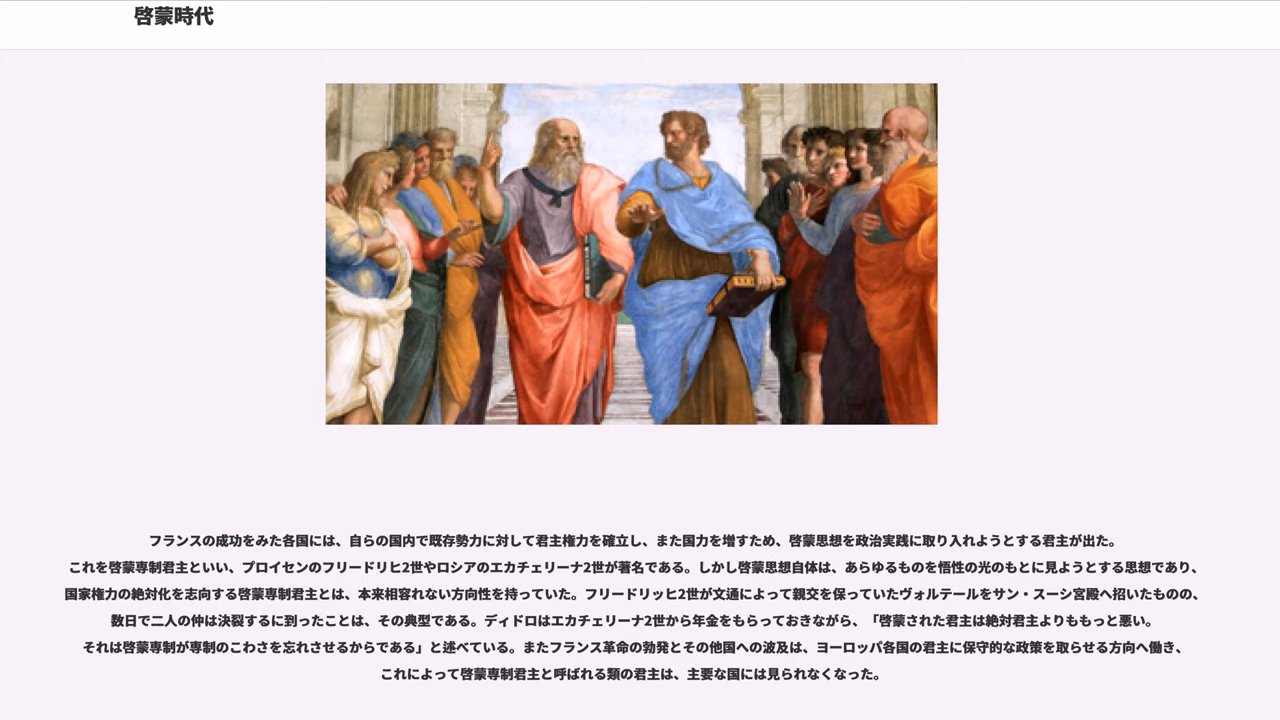 啓蒙時代
フランスの成功をみた各国には、自らの国内で既存勢力に対して君主権力を確立し、また国力を増すため、啓蒙思想を政治実践に取り入れようとする君主が出た。
これを啓蒙専制君主といい、プロイセンのフリードリヒ2世やロシアのエカチェリーナ2世が著名である。しかし啓蒙思想自体は、あらゆるものを悟性の光のもとに見ようとする思想であり、
国家権力の絶対化を志向する啓蒙専制君主とは、本来相容れない方向性を持っていた。フリードリッヒ2世が文通によって親交を保っていたヴォルテールをサン・スーシ宮殿へ招いたものの、
数日で二人の仲は決裂するに到ったことは、その典型である。ディドロはエカチェリーナ2世から年金をもらっておきながら、「啓蒙された君主は絶対君主よりももっと悪い。
それは啓蒙専制が専制のこわさを忘れさせるからである」と述べている。またフランス革命の勃発とその他国への波及は、ヨーロッパ各国の君主に保守的な政策を取らせる方向へ働き、
これによって啓蒙専制君主と呼ばれる類の君主は、主要な国には見られなくなった。